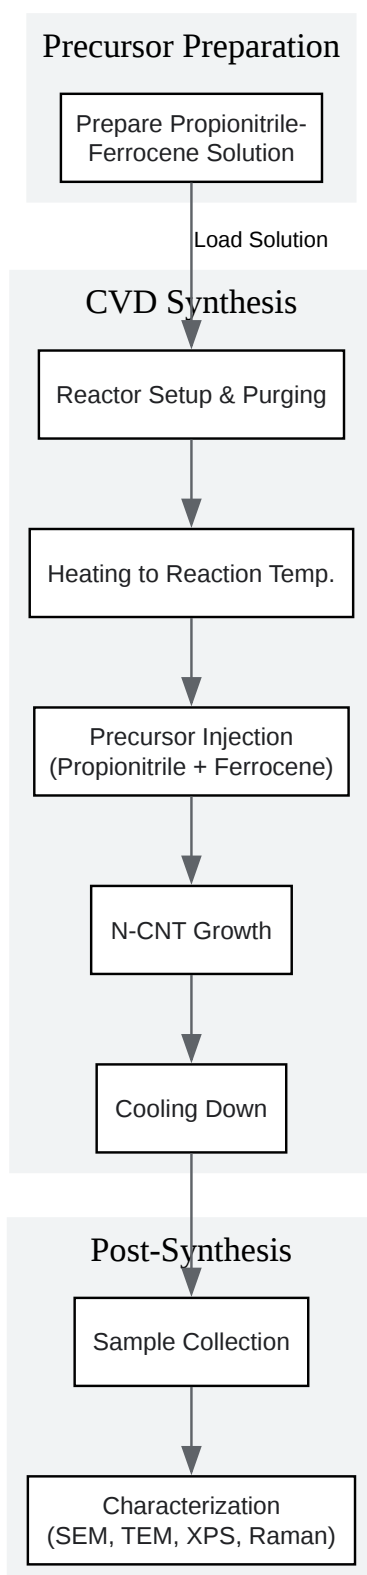 Precursor Preparation
Prepare Propionitrile-
Ferrocene Solution
Load Solution
CVD Synthesis
Reactor Setup & Purging
Heating to Reaction Temp.
Precursor Injection
(Propionitrile + Ferrocene)
N-CNT Growth
Cooling Down
Post-Synthesis
Sample Collection
Characterization
(SEM, TEM, XPS, Raman)